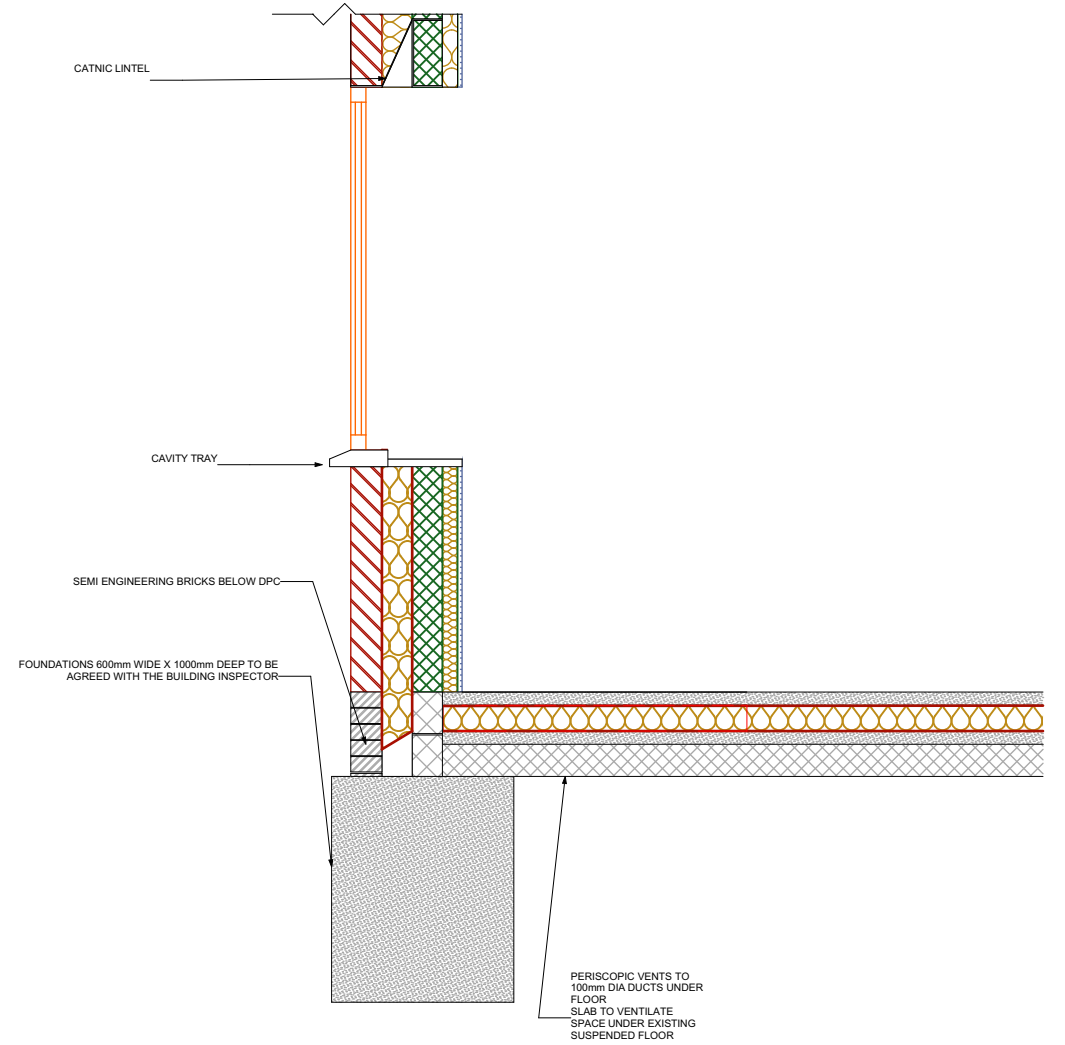 CATNIC LINTEL
CAVITY TRAY
SEMI ENGINEERING BRICKS BELOW DPC
FOUNDATIONS 600mm WIDE X 1000mm DEEP TO BE
AGREED WITH THE BUILDING INSPECTOR
PERISCOPIC VENTS TO
100mm DIA DUCTS UNDER
FLOOR
SLAB TO VENTILATE
SPACE UNDER EXISTING
SUSPENDED FLOOR